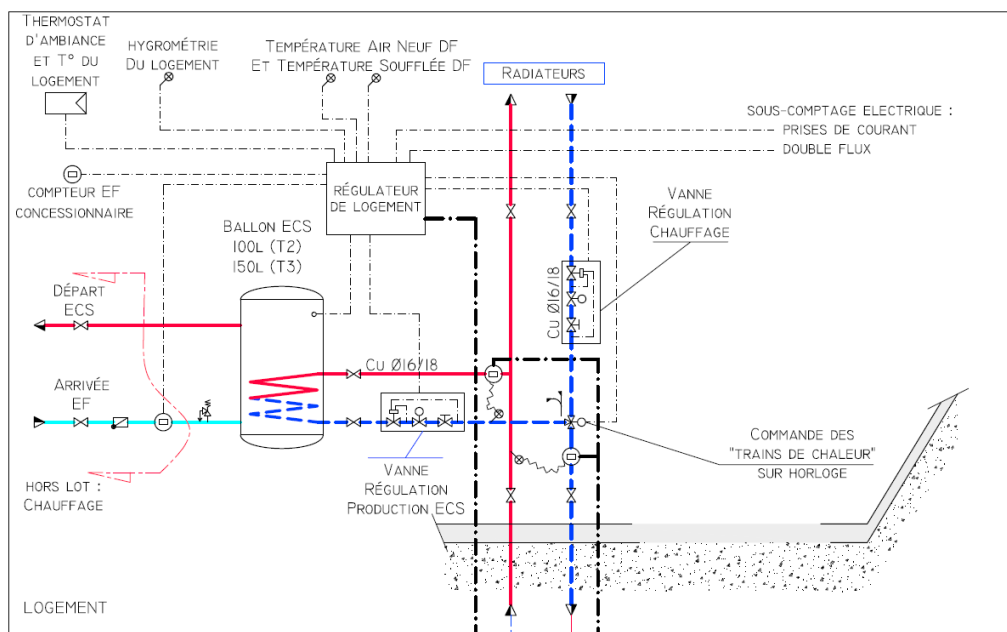 THERMOSTAT
D'AMBIANCE
ET T° DU
LOGEMENT
HYGROMÉTRIE
DU LOGEMENT
TEMPÉRATURE AIR NEUF DF
ET TEMPÉRATURE SOUFFLÉE DF
RADIATEURS
SOUS-COMPTAGE ELECTRIQUE :
PRISES DE COURANT
DOUBLE FLUX
COMPTEUR EF
CONCESSIONNAIRE
RÉGULATEUR
DE LOGEMENT
VANNE
RÉGULATION
CHAUFFAGE
BALLON ECS
100L (T2)
150L (T3)
DÉPART
ECS
CU Ø16/18
CU Ø16/18
ARRIVÉE
EF
COMMANDE DES
"TRAINS DE CHALEUR"
SUR HORLOGE
VANNE
RÉGULATION
PRODUCTION ECS
HORS LOT :
CHAUFFAGE
LOGEMENT